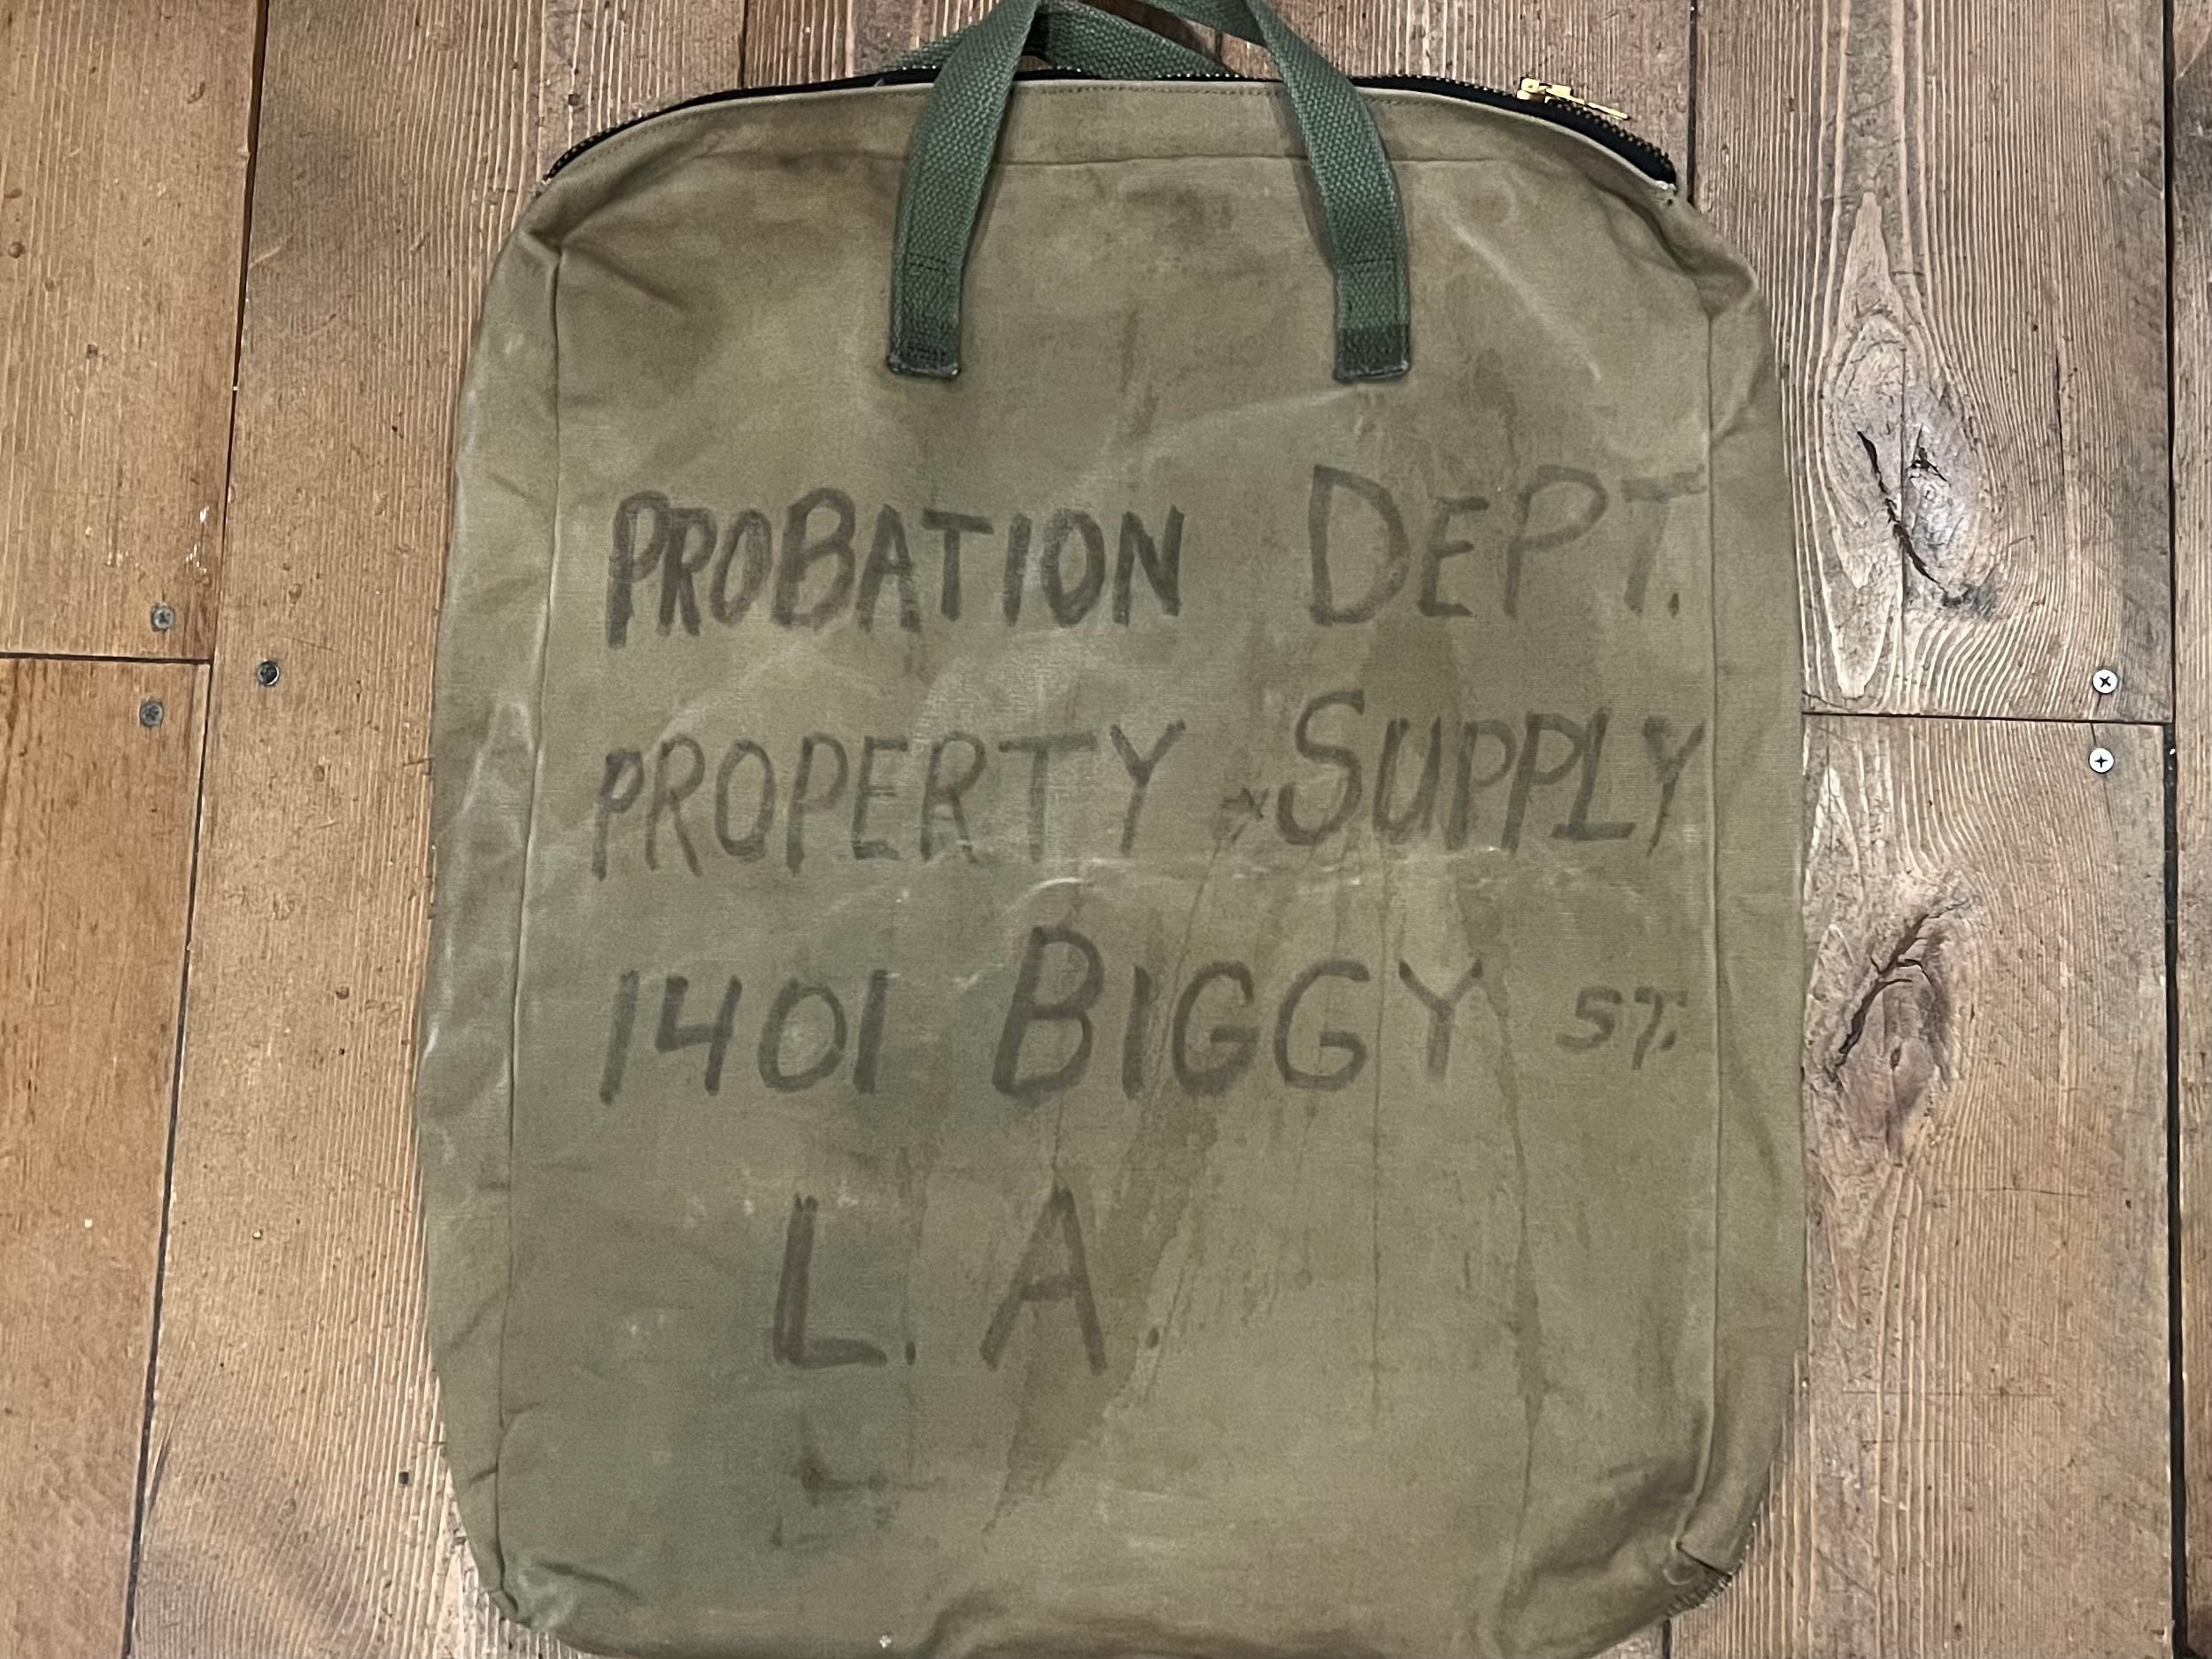 PROBATION DEPT.
PROPERTY + SUPPLY
1401 BIGGY ST.
L. A